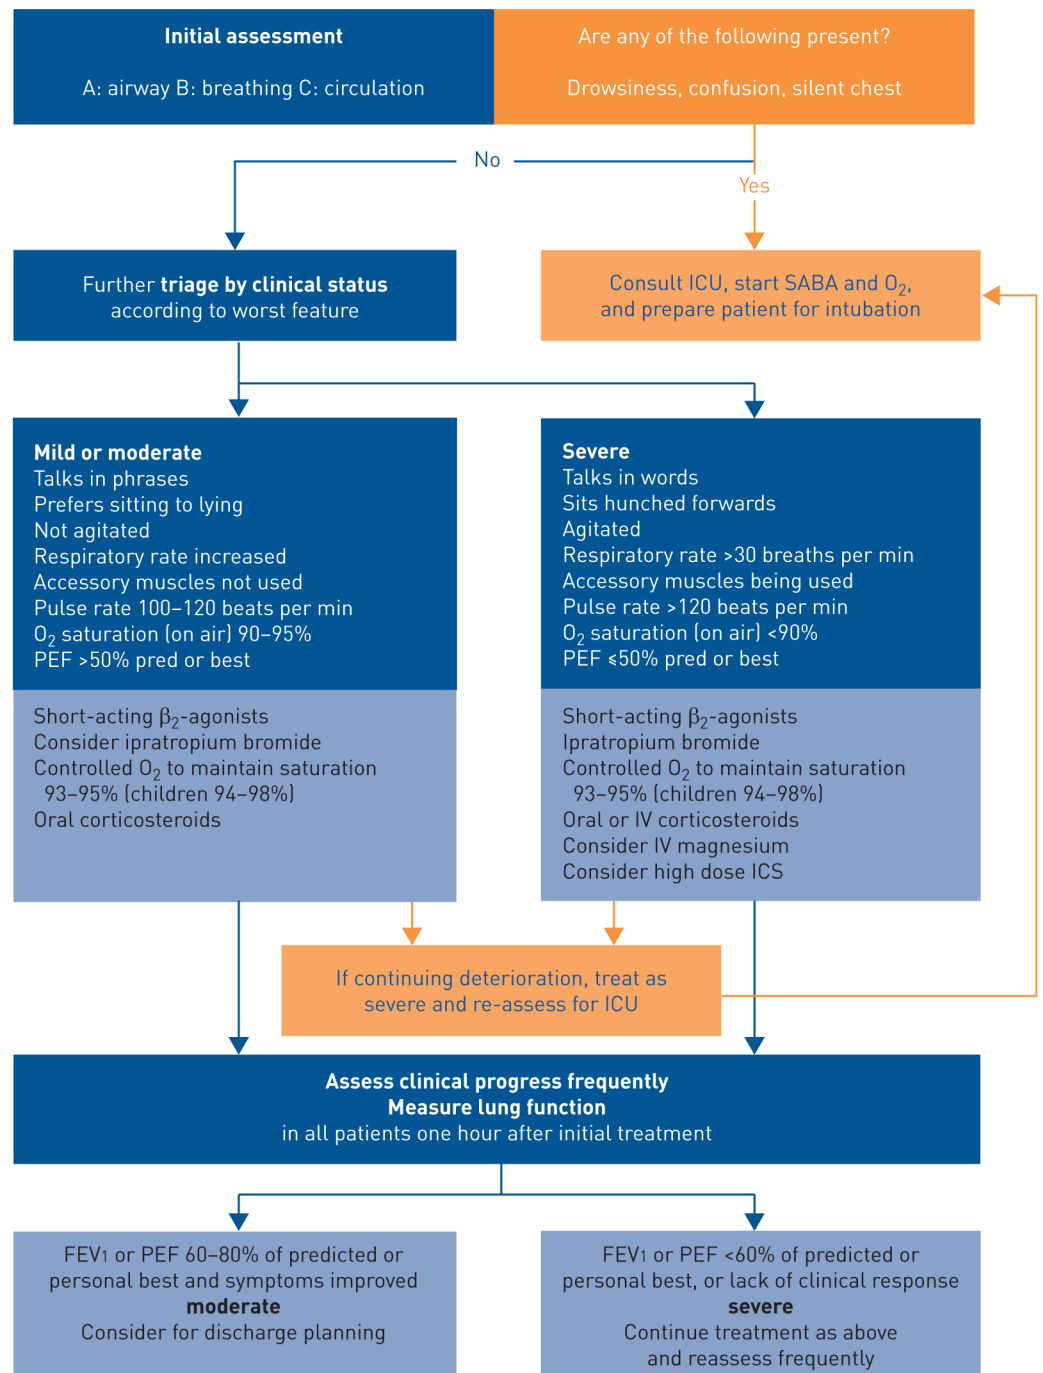 Initial assessment
A: airway B: breathing C: circulation
Are any of the following present?
Drowsiness, confusion, silent chest
No
Yes
Further triage by clinical status
according to worst feature
Consult ICU, start SABA and O₂,
and prepare patient for intubation
Mild or moderate
Talks in phrases
Prefers sitting to lying
Not agitated
Respiratory rate increased
Accessory muscles not used
Pulse rate 100–120 beats per min
O₂ saturation (on air) 90–95%
PEF >50% pred or best
Short-acting β₂-agonists
Consider ipratropium bromide
Controlled O₂ to maintain saturation
93–95% (children 94–98%)
Oral corticosteroids
Severe
Talks in words
Sits hunched forwards
Agitated
Respiratory rate >30 breaths per min
Accessory muscles being used
Pulse rate >120 beats per min
O₂ saturation (on air) <90%
PEF ⩽50% pred or best
Short-acting β₂-agonists
Ipratropium bromide
Controlled O₂ to maintain saturation
93–95% (children 94–98%)
Oral or IV corticosteroids
Consider IV magnesium
Consider high dose ICS
If continuing deterioration, treat as
severe and re-assess for ICU
Assess clinical progress frequently
Measure lung function
in all patients one hour after initial treatment
FEV1 or PEF 60–80% of predicted or
personal best and symptoms improved
moderate
Consider for discharge planning
FEV1 or PEF <60% of predicted or
personal best, or lack of clinical response
severe
Continue treatment as above
and reassess frequently